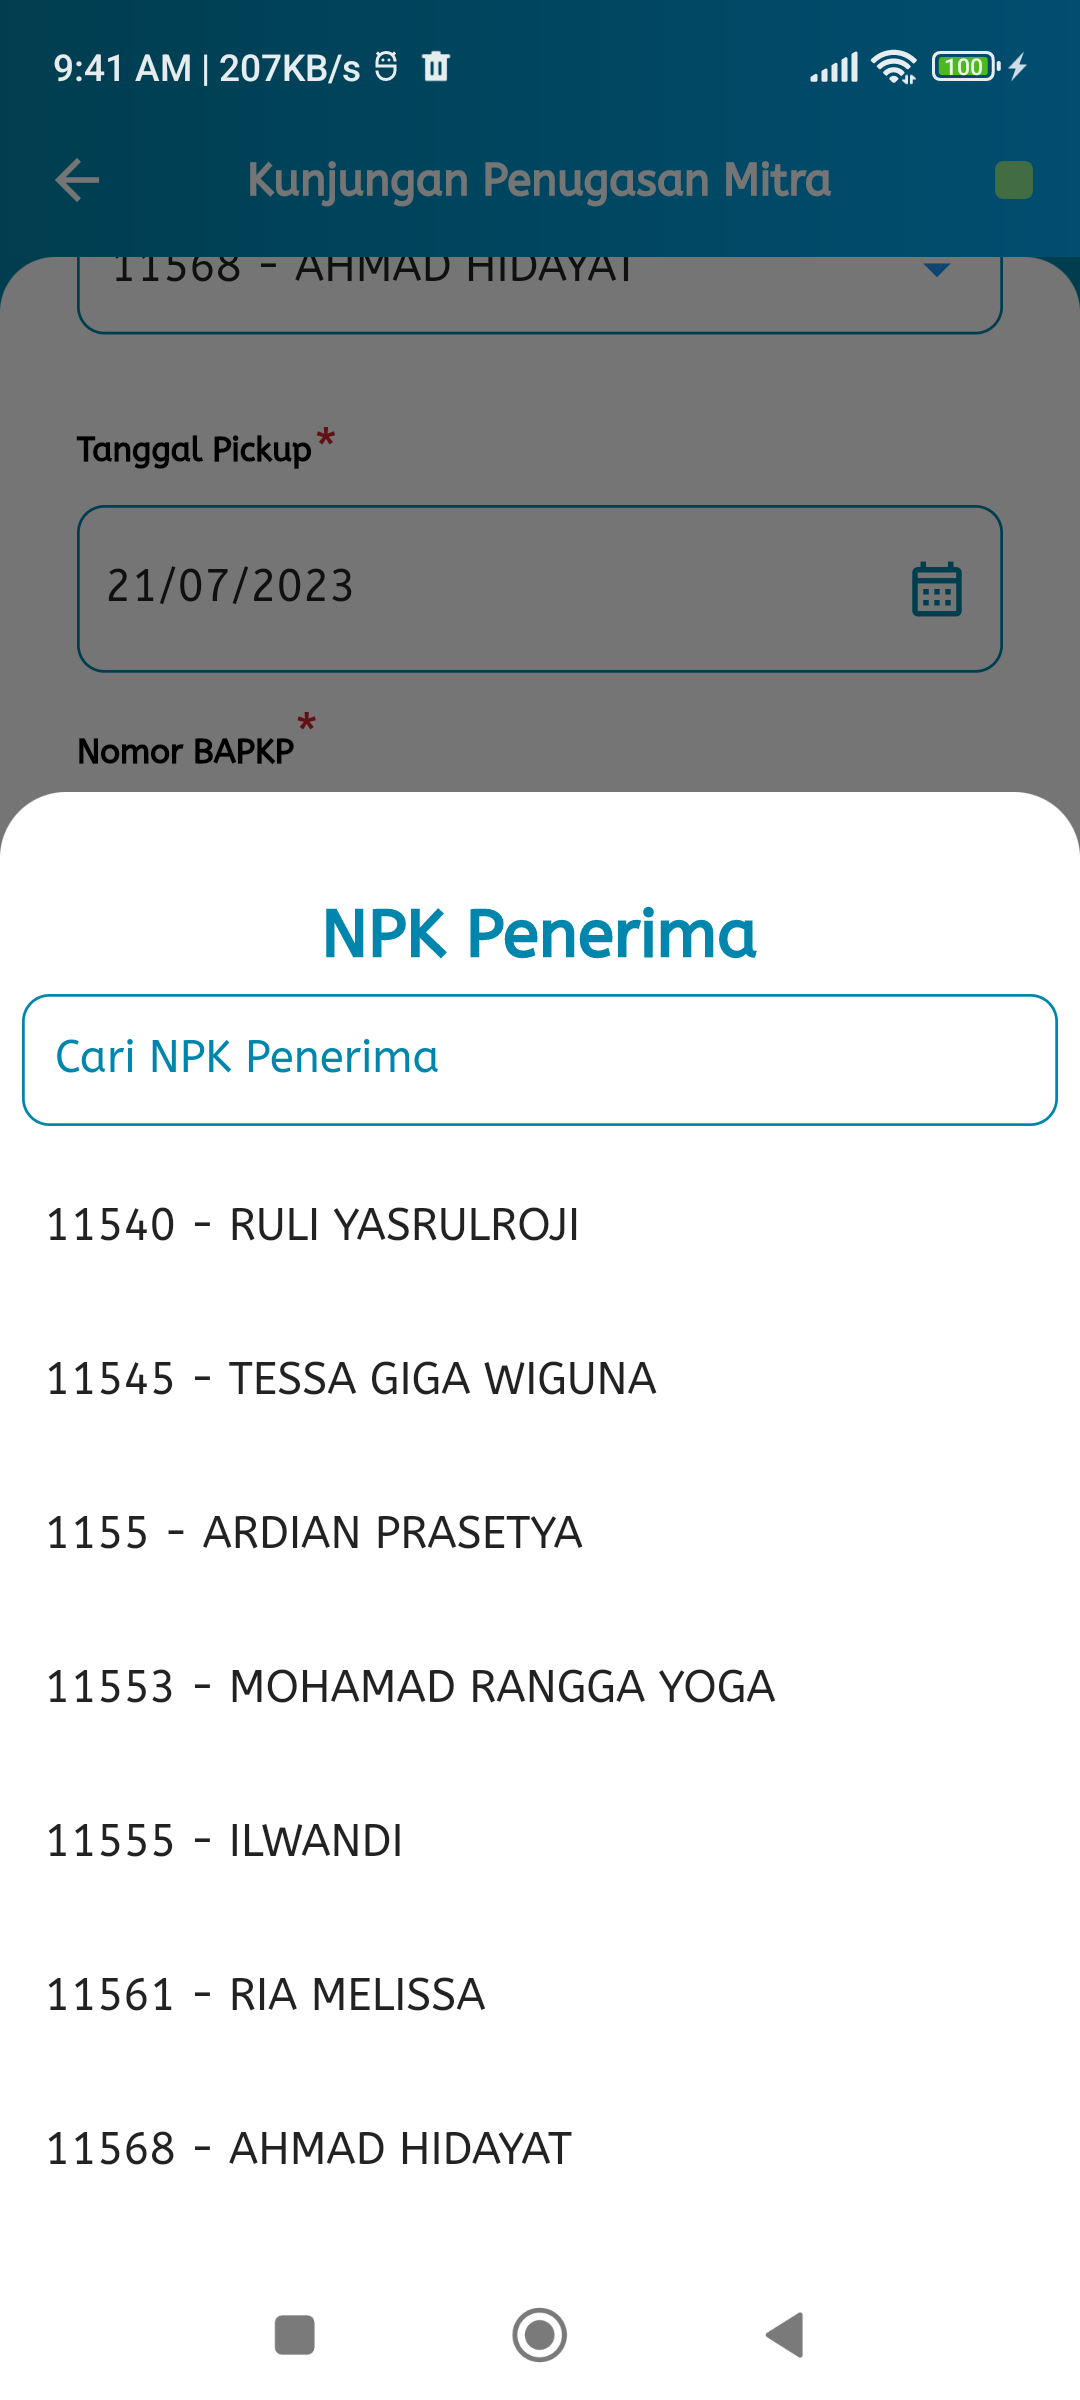 9:41 AM | 207KB/s
100
Kunjungan Penugasan Mitra
11568 - AHMAD HIDAYAT
Tanggal Pickup*
21/07/2023
Nomor BAPKP*
NPK Penerima
Cari NPK Penerima
11540 - RULI YASRULROJI
11545 - TESSA GIGA WIGUNA
1155 - ARDIAN PRASETYA
11553 - MOHAMAD RANGGA YOGA
11555 - ILWANDI
11561 - RIA MELISSA
11568 - AHMAD HIDAYAT